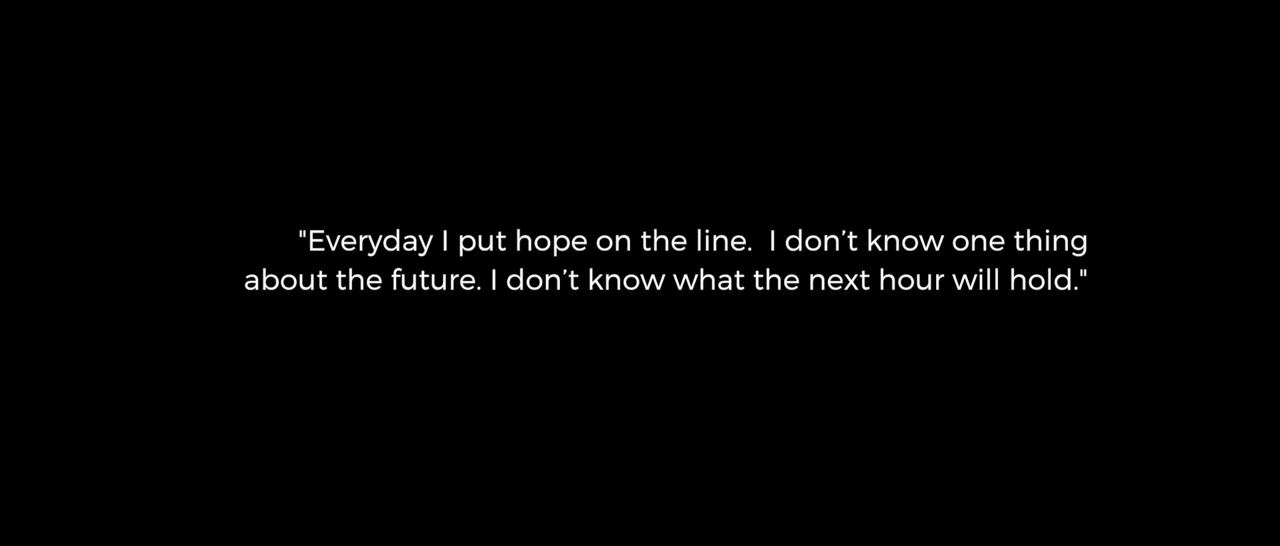 "Everyday I put hope on the line.  I don’t know one thing
about the future. I don’t know what the next hour will hold."